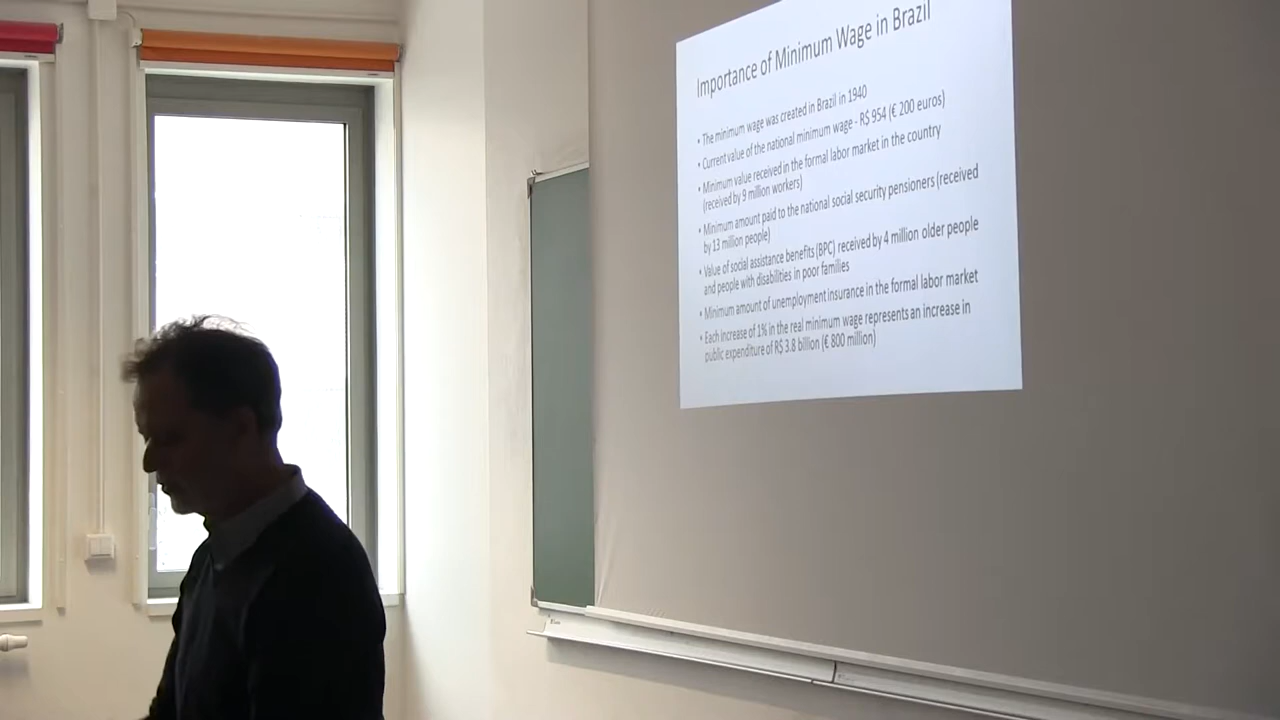 Importance of Minimum Wage in Brazil
• The minimum wage was created in Brazil in 1940
• Current value of the national minimum wage - R$ 954 (€ 200 euros)
• Minimum value received in the formal labor market in the country
(received by 9 million workers)
• Minimum amount paid to the national social security pensioners (received
by 13 million people)
• Value of social assistance benefits (BPC) received by 4 million older people
and people with disabilities in poor families
• Minimum amount of unemployment insurance in the formal labor market
• Each increase of 1% in the real minimum wage represents an increase in
public expenditure of R$ 3.8 billion (€ 800 million)